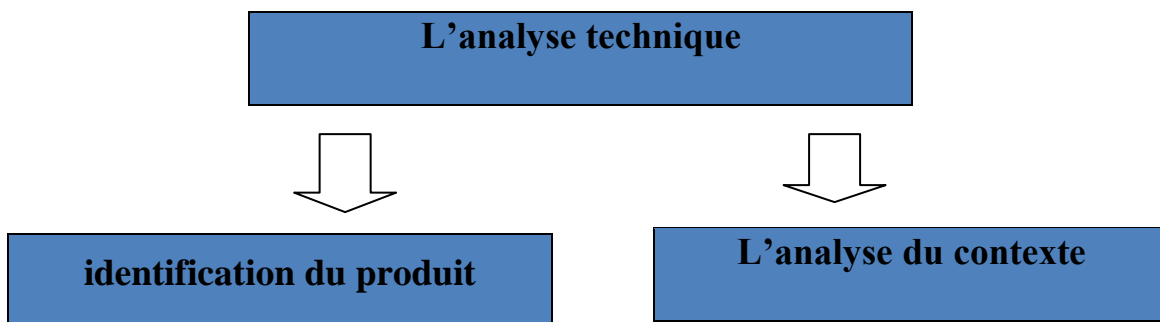 L’analyse technique
identification du produit
L’analyse du contexte